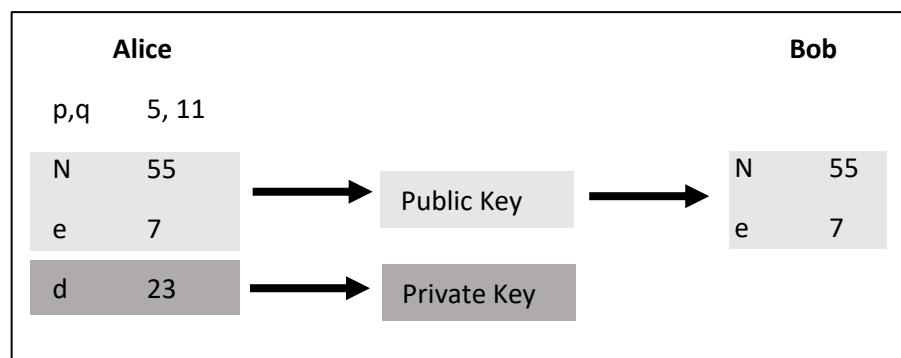 Alice Bob
p,q 5, 11
N 55 N 55
Public Key
e 7 e 7
d 23 Private Key